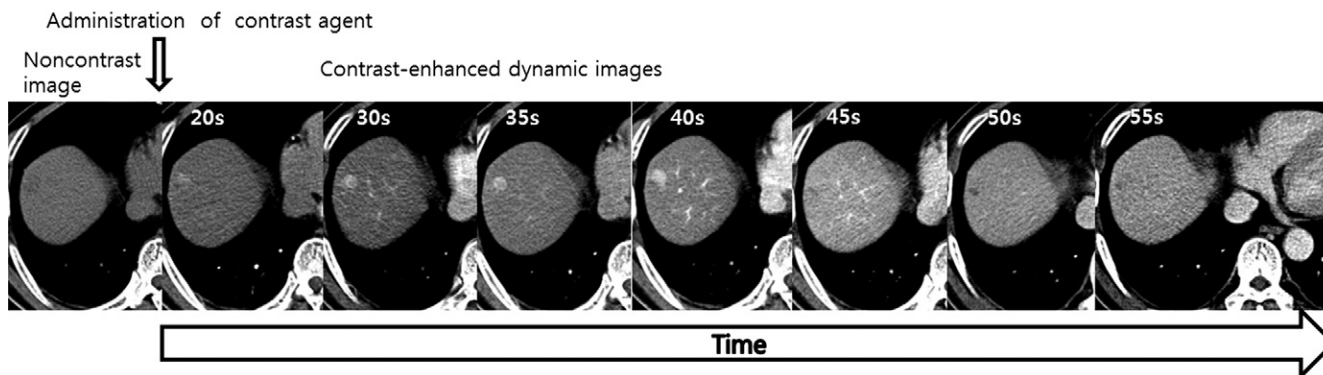 Administration of contrast agent
Noncontrast
image
Contrast-enhanced dynamic images
20s
30s
35s
40s
45s
50s
55s
Time